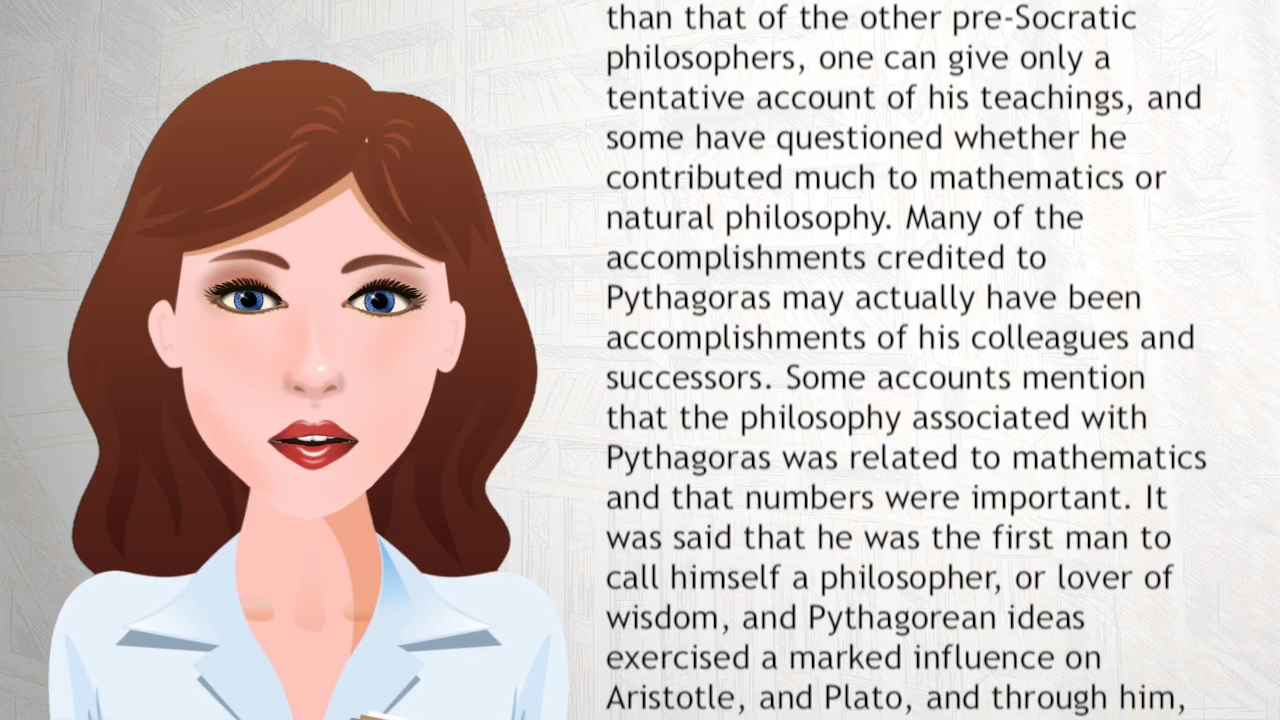 than that of the other pre-Socratic
philosophers, one can give only a
tentative account of his teachings, and
some have questioned whether he
contributed much to mathematics or
natural philosophy. Many of the
accomplishments credited to
Pythagoras may actually have been
accomplishments of his colleagues and
successors. Some accounts mention
that the philosophy associated with
Pythagoras was related to mathematics
and that numbers were important. It
was said that he was the first man to
call himself a philosopher, or lover of
wisdom, and Pythagorean ideas
exercised a marked influence on
Aristotle, and Plato, and through him,